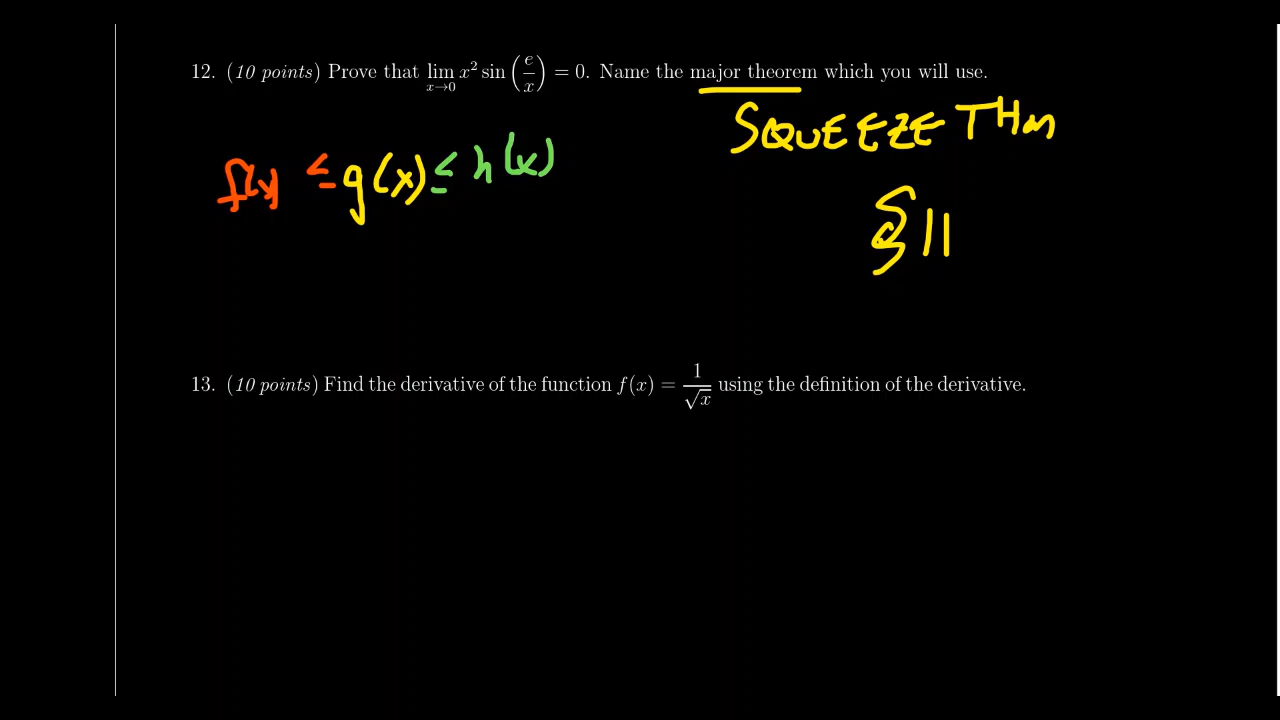 12. (10 points) Prove that lim x→0 x² sin(e/x) = 0. Name the major theorem which you will use.
SQUEEZE THM
f(x) ≤ g(x) ≤ h(x)
§ 11
13. (10 points) Find the derivative of the function f(x) = 1/√x using the definition of the derivative.